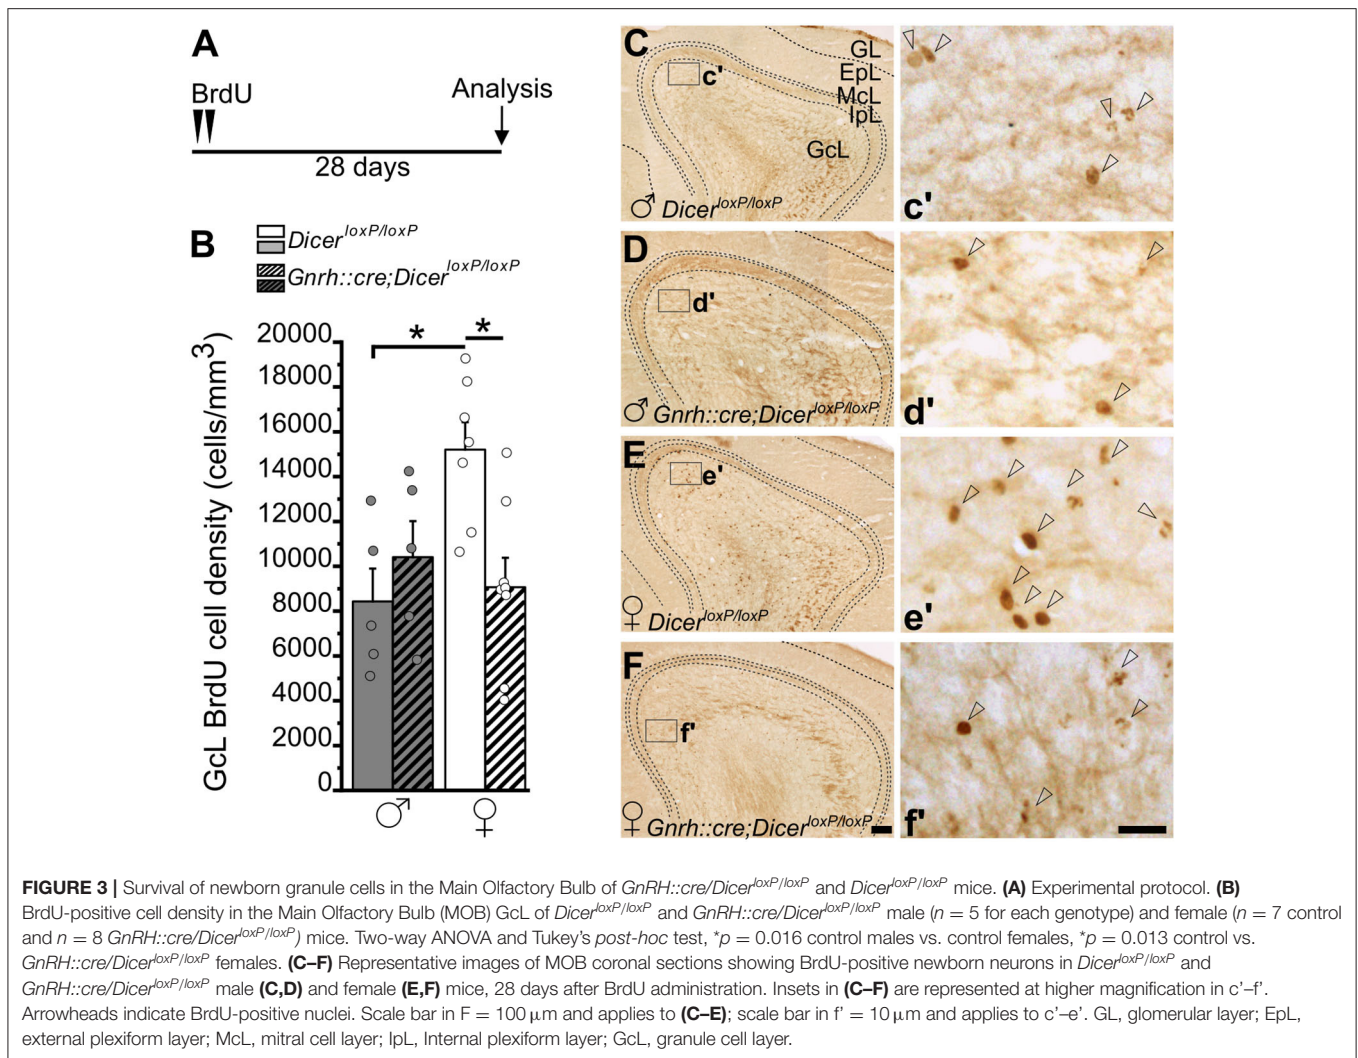 A
BrdU
Analysis
28 days
B
Dicer^loxP/loxP
Gnrh::cre;Dicer^loxP/loxP
GcL BrdU cell density (cells/mm³)
20000
18000
16000
14000
12000
10000
8000
6000
4000
2000
0
*
*
♂
♀
C
c'
GL
EpL
McL
IpL
GcL
♂ Dicer^loxP/loxP
c'
D
d'
♂ Gnrh::cre;Dicer^loxP/loxP
d'
E
e'
♀ Dicer^loxP/loxP
e'
F
f'
♀ Gnrh::cre;Dicer^loxP/loxP
f'
FIGURE 3 | Survival of newborn granule cells in the Main Olfactory Bulb of GnRH::cre/Dicer^loxP/loxP and Dicer^loxP/loxP mice. (A) Experimental protocol. (B)
BrdU-positive cell density in the Main Olfactory Bulb (MOB) GcL of Dicer^loxP/loxP and GnRH::cre/Dicer^loxP/loxP male (n = 5 for each genotype) and female (n = 7 control
and n = 8 GnRH::cre/Dicer^loxP/loxP) mice. Two-way ANOVA and Tukey's post-hoc test, *p = 0.016 control males vs. control females, *p = 0.013 control vs.
GnRH::cre/Dicer^loxP/loxP females. (C–F) Representative images of MOB coronal sections showing BrdU-positive newborn neurons in Dicer^loxP/loxP and
GnRH::cre/Dicer^loxP/loxP male (C,D) and female (E,F) mice, 28 days after BrdU administration. Insets in (C–F) are represented at higher magnification in c'–f'.
Arrowheads indicate BrdU-positive nuclei. Scale bar in F = 100 μm and applies to (C–E); scale bar in f' = 10 μm and applies to c'–e'. GL, glomerular layer; EpL,
external plexiform layer; McL, mitral cell layer; IpL, Internal plexiform layer; GcL, granule cell layer.